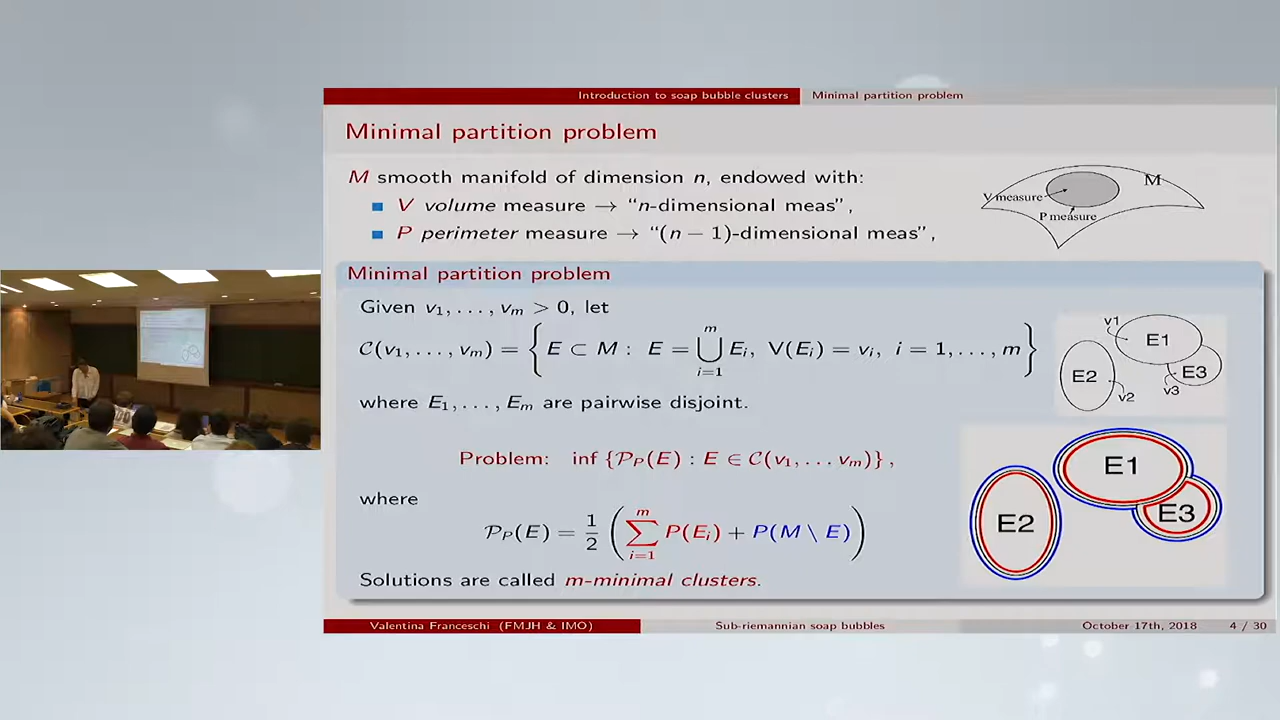 Introduction to soap bubble clusters Minimal partition problem
Minimal partition problem
M smooth manifold of dimension n, endowed with:
V volume measure → “n-dimensional meas”,
P perimeter measure → “(n − 1)-dimensional meas”,
M
V measure
P measure
Minimal partition problem
Given v₁, . . . , vₘ > 0, let
𝒞(v₁, . . . , vₘ) = { E ⊂ M : E = ⋃ᵢ₌₁ᵐ Eᵢ, V(Eᵢ) = vᵢ, i = 1, . . . , m }
where E₁, . . . , Eₘ are pairwise disjoint.
v1
E1
E2
E3
v2
v3
Problem: inf {𝒫_P(E) : E ∈ 𝒞(v₁, . . . vₘ)} ,
where
𝒫_P(E) = 1/2 ( ∑ᵢ₌₁ᵐ P(Eᵢ) + P(M \ E) )
E1
E2
E3
Solutions are called m-minimal clusters.
Valentina Franceschi (FMJH & IMO) Sub-riemannian soap bubbles October 17th, 2018 4 / 30